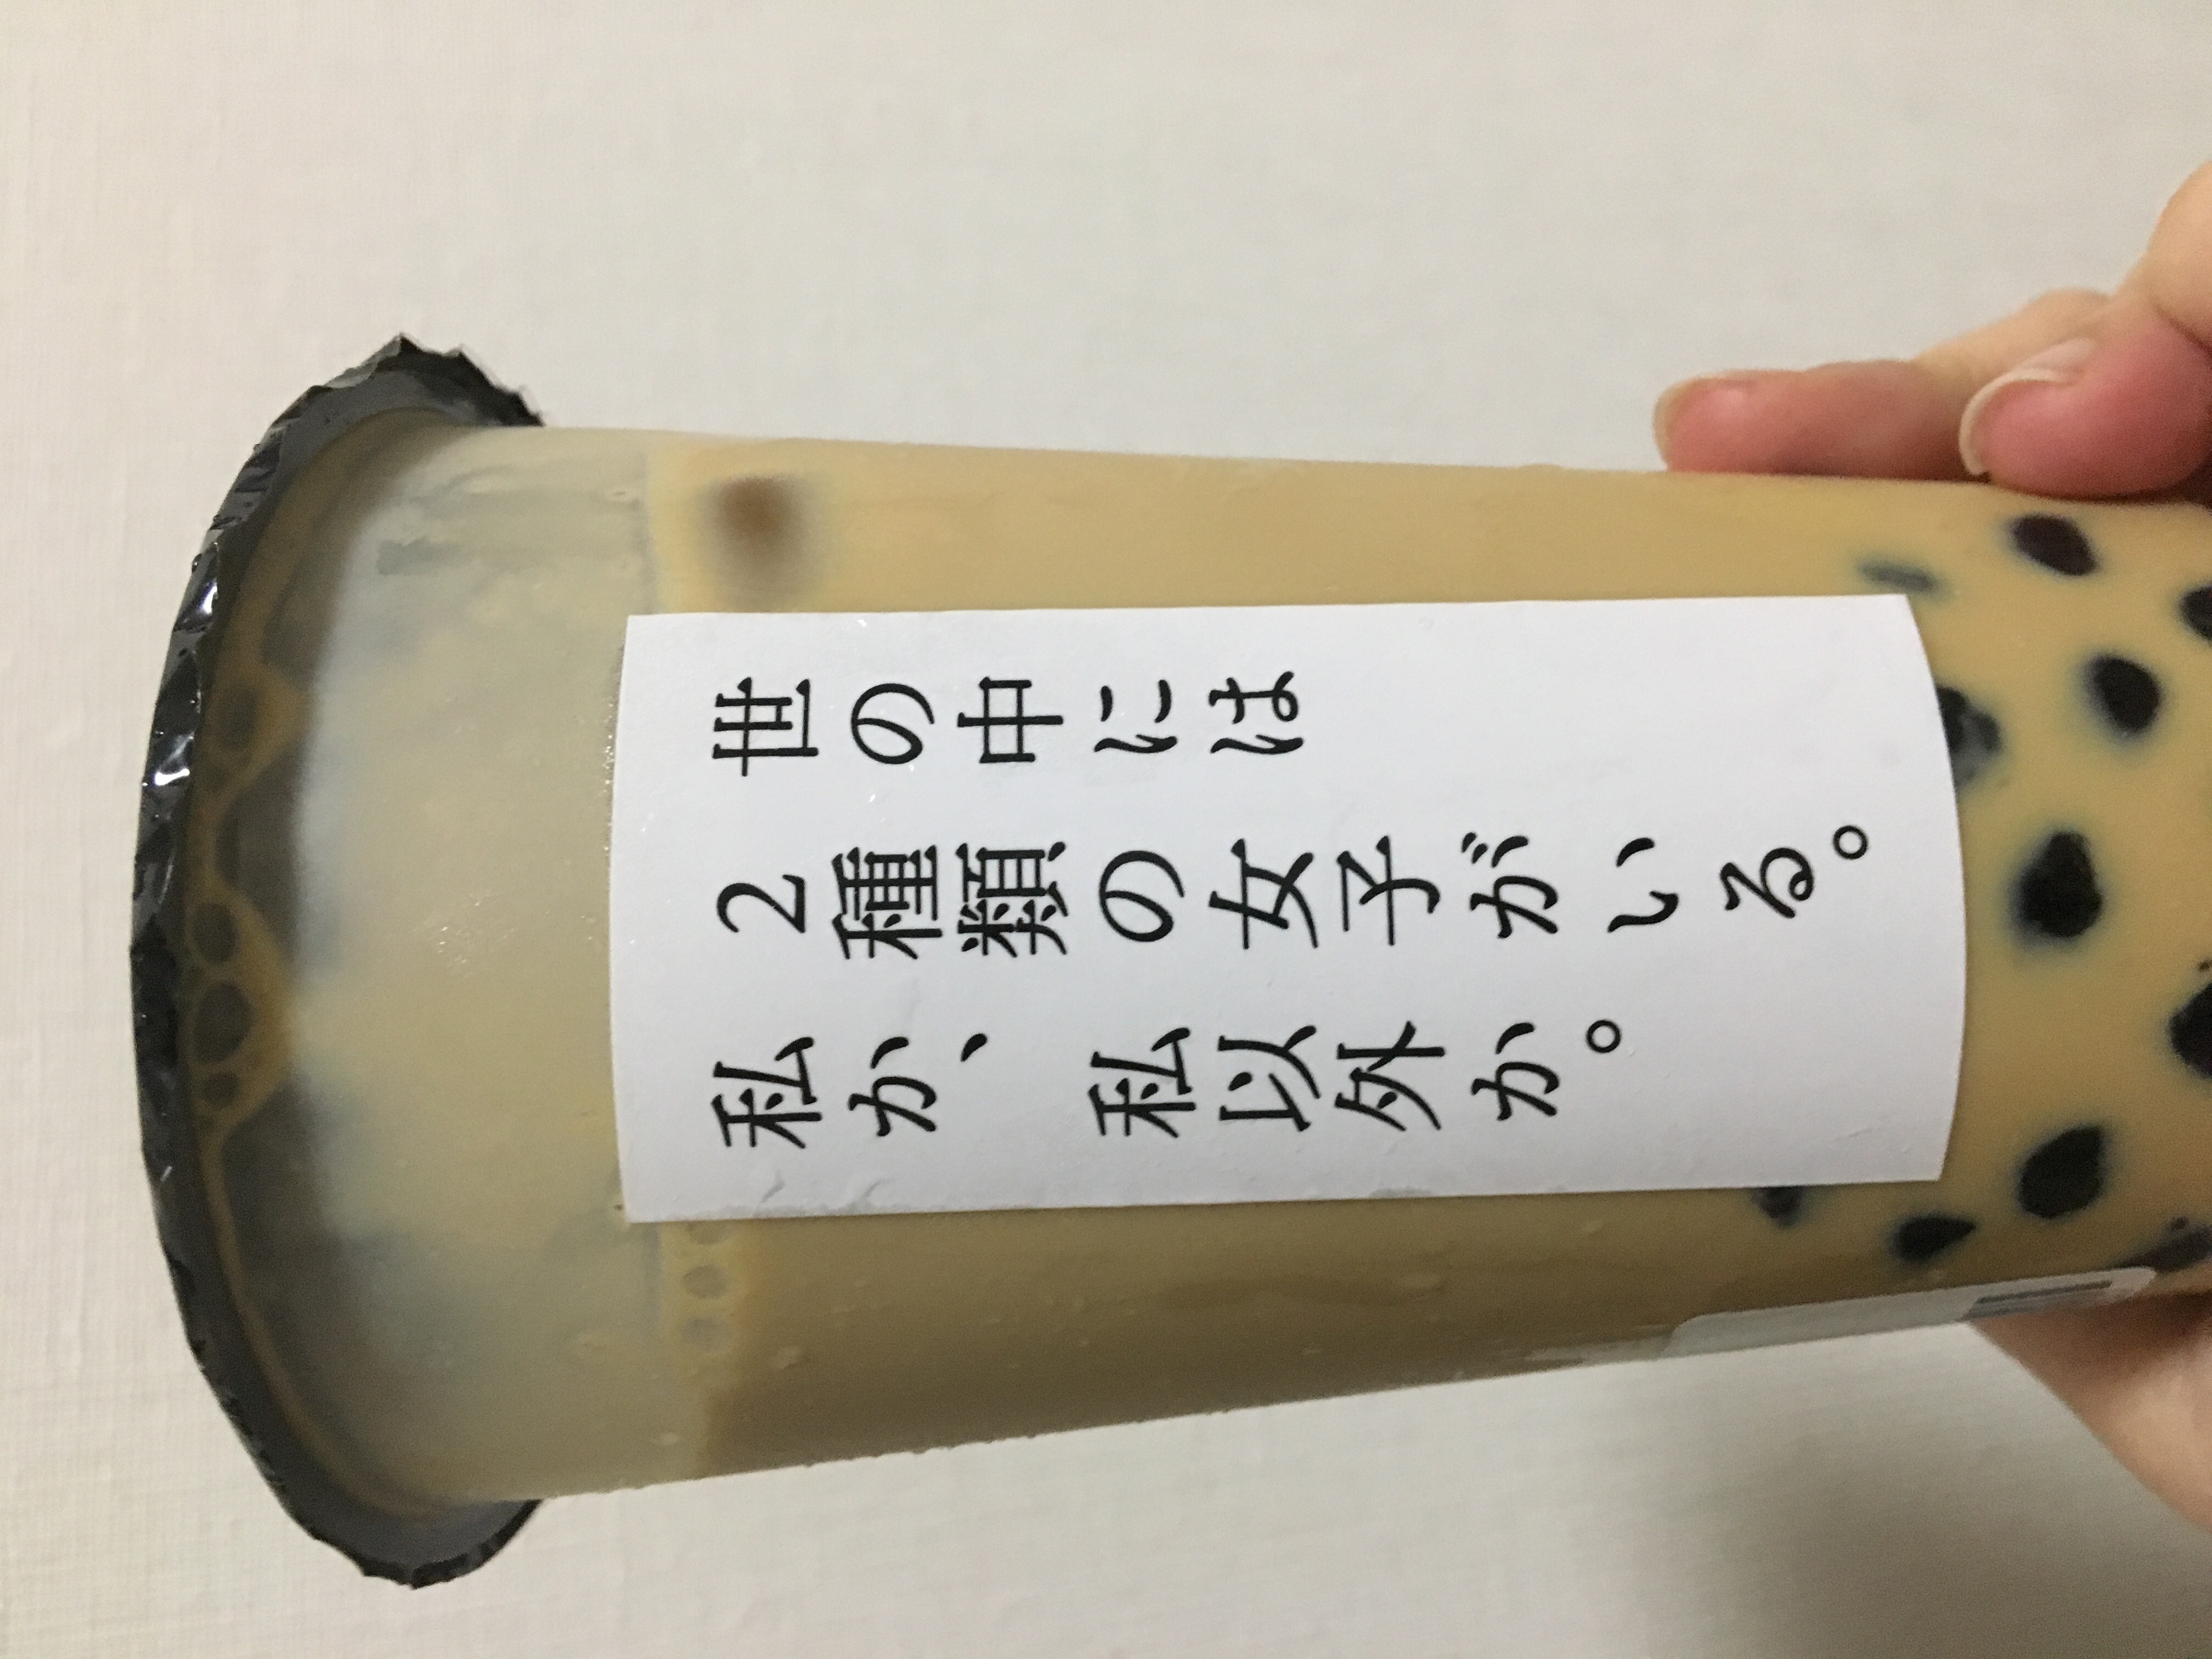 世の中には
2種類の女子がいる。
私か、私以外か。